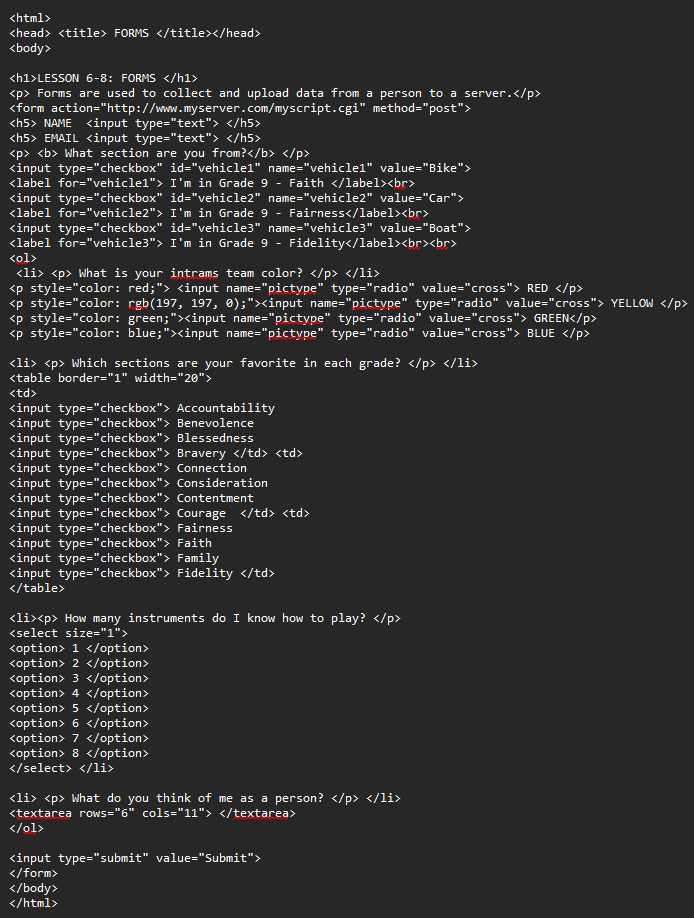 <html>
<head> <title> FORMS </title></head>
<body>
<h1>LESSON 6-8: FORMS </h1>
<p> Forms are used to collect and upload data from a person to a server.</p>
<form action="http://www.myserver.com/myscript.cgi" method="post">
<h5> NAME  <input type="text"> </h5>
<h5> EMAIL <input type="text"> </h5>
<p> <b> What section are you from?</b> </p>
<input type="checkbox" id="vehicle1" name="vehicle1" value="Bike">
<label for="vehicle1"> I'm in Grade 9 - Faith </label><br>
<input type="checkbox" id="vehicle2" name="vehicle2" value="Car">
<label for="vehicle2"> I'm in Grade 9 - Fairness</label><br>
<input type="checkbox" id="vehicle3" name="vehicle3" value="Boat">
<label for="vehicle3"> I'm in Grade 9 - Fidelity</label><br><br>
<ol>
 <li> <p> What is your intrams team color? </p> </li>
<p style="color: red;"> <input name="pictype" type="radio" value="cross"> RED </p>
<p style="color: rgb(197, 197, 0);"><input name="pictype" type="radio" value="cross"> YELLOW </p>
<p style="color: green;"><input name="pictype" type="radio" value="cross"> GREEN</p>
<p style="color: blue;"><input name="pictype" type="radio" value="cross"> BLUE </p>
<li> <p> Which sections are your favorite in each grade? </p> </li>
<table border="1" width="20">
<td>
<input type="checkbox"> Accountability
<input type="checkbox"> Benevolence
<input type="checkbox"> Blessedness
<input type="checkbox"> Bravery </td> <td>
<input type="checkbox"> Connection
<input type="checkbox"> Consideration
<input type="checkbox"> Contentment
<input type="checkbox"> Courage  </td> <td>
<input type="checkbox"> Fairness
<input type="checkbox"> Faith
<input type="checkbox"> Family
<input type="checkbox"> Fidelity </td>
</table>
<li><p> How many instruments do I know how to play? </p>
<select size="1">
<option> 1 </option>
<option> 2 </option>
<option> 3 </option>
<option> 4 </option>
<option> 5 </option>
<option> 6 </option>
<option> 7 </option>
<option> 8 </option>
</select> </li>
<li> <p> What do you think of me as a person? </p> </li>
<textarea rows="6" cols="11"> </textarea>
</ol>
<input type="submit" value="Submit">
</form>
</body>
</html>